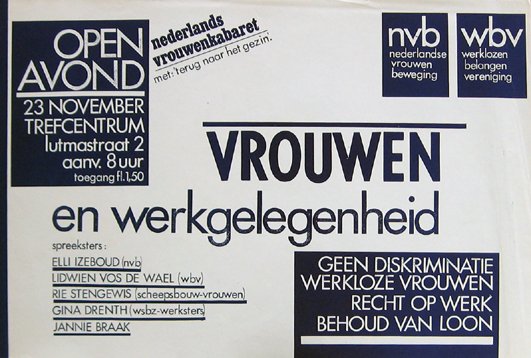 OPEN
AVOND
23 NOVEMBER
TREFCENTRUM
lutmastraat 2
aanv. 8 uur
toegang fl. 1,50
nederlands
vrouwenkabaret
met: 'terug naar het gezin.'
nvb
nederlandse
vrouwen
beweging
wbv
werklozen
belangen
vereniging
VROUWEN
en werkgelegenheid
spreeksters:
ELLI IZEBOUD (nvb)
LIDWIEN VOS DE WAEL (wbv)
RIE STENGEWIS (scheepsbouw-vrouwen)
GINA DRENTH (wsbz-werksters)
JANNIE BRAAK
GEEN DISKRIMINATIE
WERKLOZE VROUWEN
RECHT OP WERK
BEHOUD VAN LOON